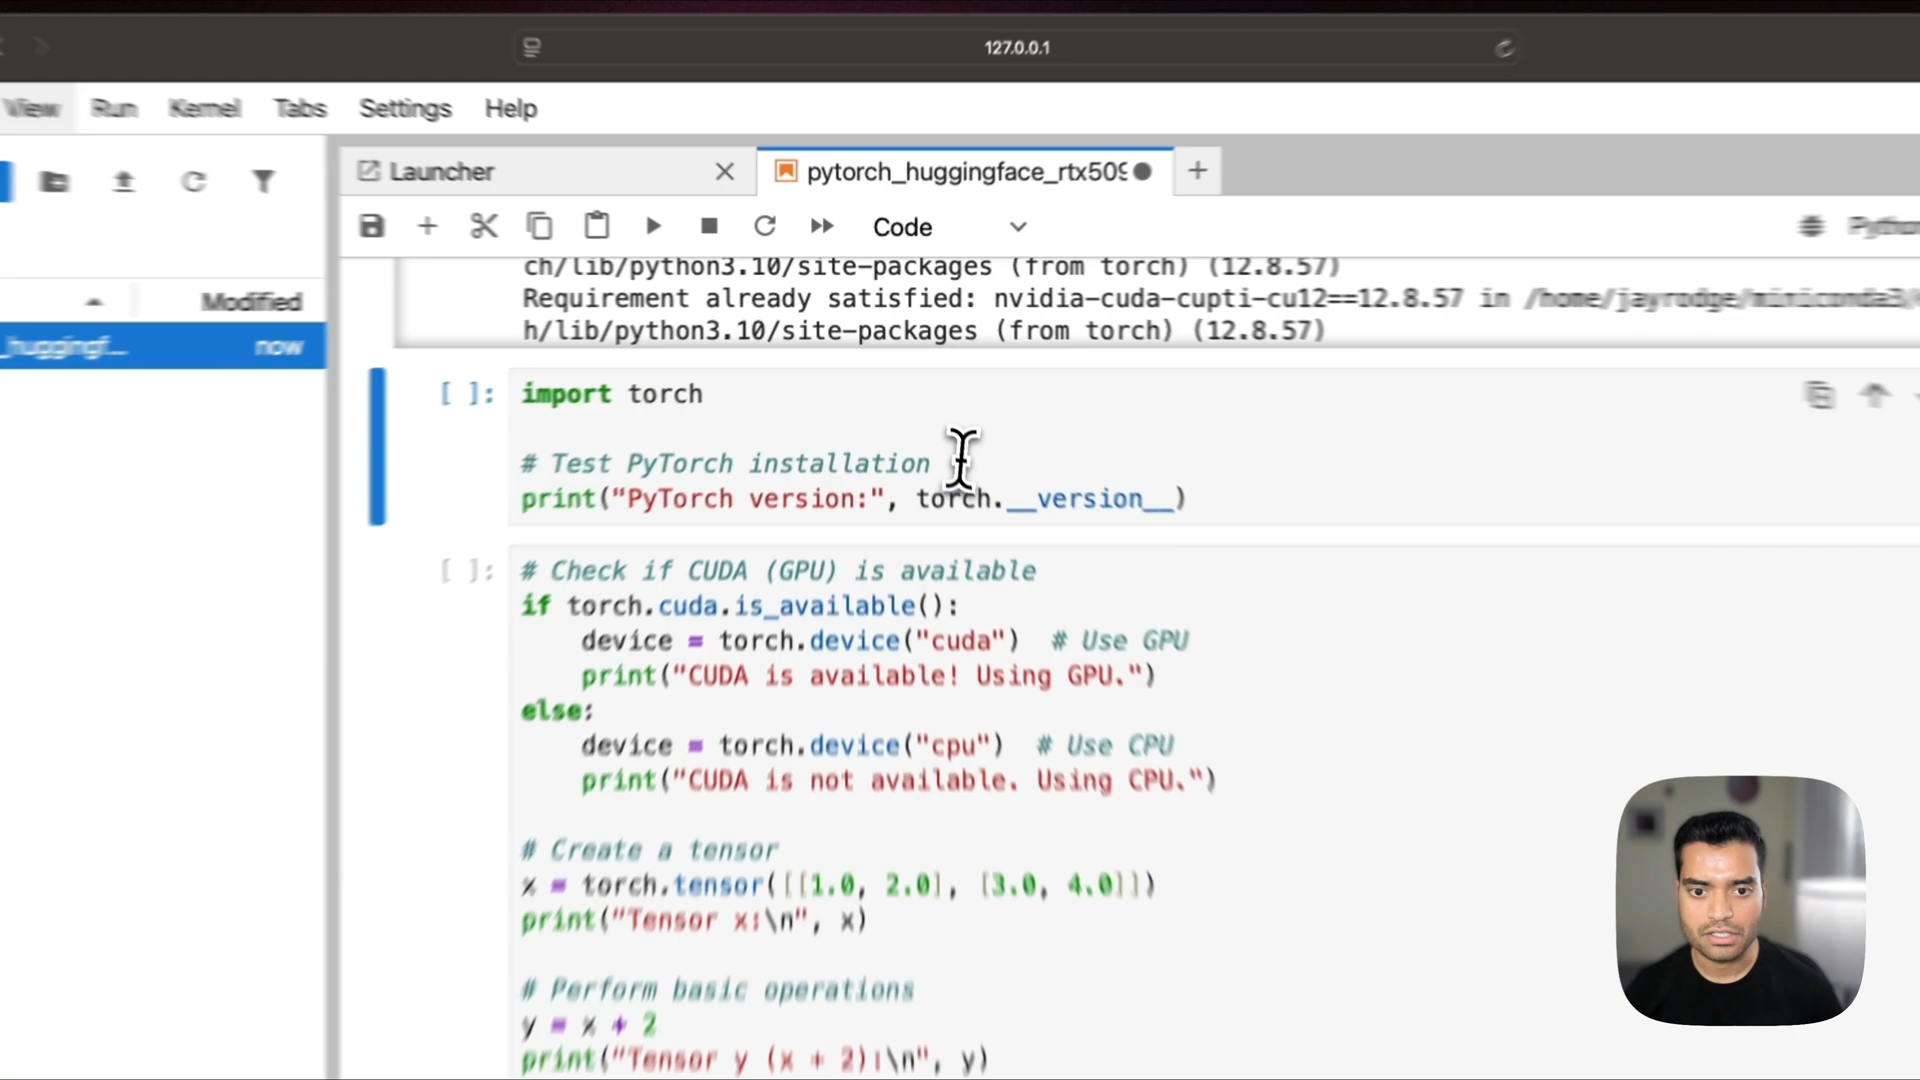 127.0.0.1
View Run Kernel Tabs Settings Help
Launcher
pytorch_huggingface_rtx509
Code
Modified
_huggingf...
now
ch/lib/python3.10/site-packages (from torch) (12.8.57)
Requirement already satisfied: nvidia-cuda-cupti-cu12==12.8.57 in /home/jayrodge/miniconda3/
h/lib/python3.10/site-packages (from torch) (12.8.57)
[ ]:
import torch
# Test PyTorch installation
print("PyTorch version:", torch.__version__)
[ ]:
# Check if CUDA (GPU) is available
if torch.cuda.is_available():
    device = torch.device("cuda")  # Use GPU
    print("CUDA is available! Using GPU.")
else:
    device = torch.device("cpu")  # Use CPU
    print("CUDA is not available. Using CPU.")
# Create a tensor
x = torch.tensor([[1.0, 2.0], [3.0, 4.0]])
print("Tensor x:\n", x)
# Perform basic operations
y = x + 2
print("Tensor y (x + 2):\n", y)